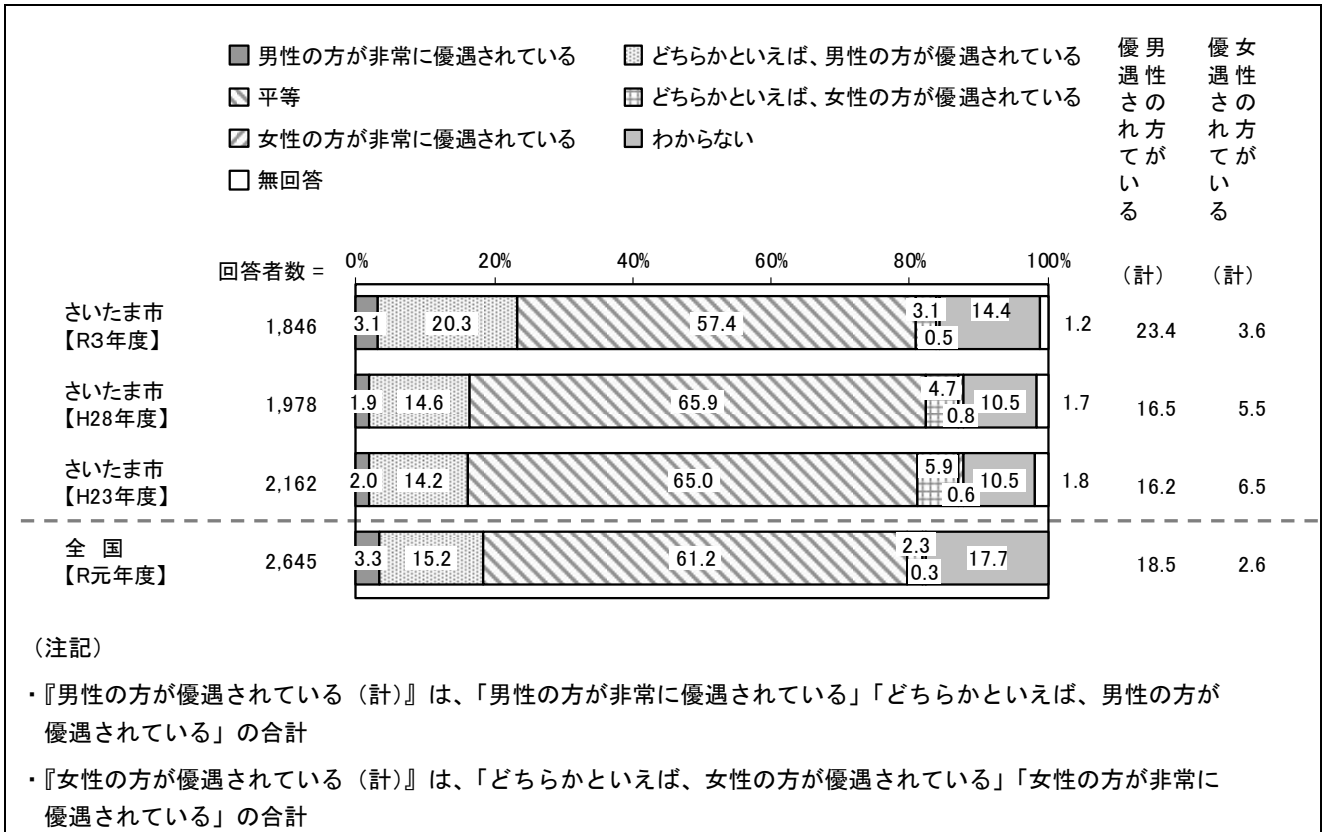 男性の方が非常に優遇されている
どちらかといえば、男性の方が優遇されている
平等
どちらかといえば、女性の方が優遇されている
女性の方が非常に優遇されている
わからない
無回答
男性の方が
優遇されている
(計)
女性の方が
優遇されている
(計)
回答者数 =
0%
20%
40%
60%
80%
100%
さいたま市
【R3年度】
1,846
3.1
20.3
57.4
3.1
0.5
14.4
1.2
23.4
3.6
さいたま市
【H28年度】
1,978
1.9
14.6
65.9
4.7
0.8
10.5
1.7
16.5
5.5
さいたま市
【H23年度】
2,162
2.0
14.2
65.0
5.9
0.6
10.5
1.8
16.2
6.5
全 国
【R元年度】
2,645
3.3
15.2
61.2
2.3
0.3
17.7
18.5
2.6
(注記)
・『男性の方が優遇されている(計)』は、「男性の方が非常に優遇されている」「どちらかといえば、男性の方が
優遇されている」の合計
・『女性の方が優遇されている(計)』は、「どちらかといえば、女性の方が優遇されている」「女性の方が非常に
優遇されている」の合計